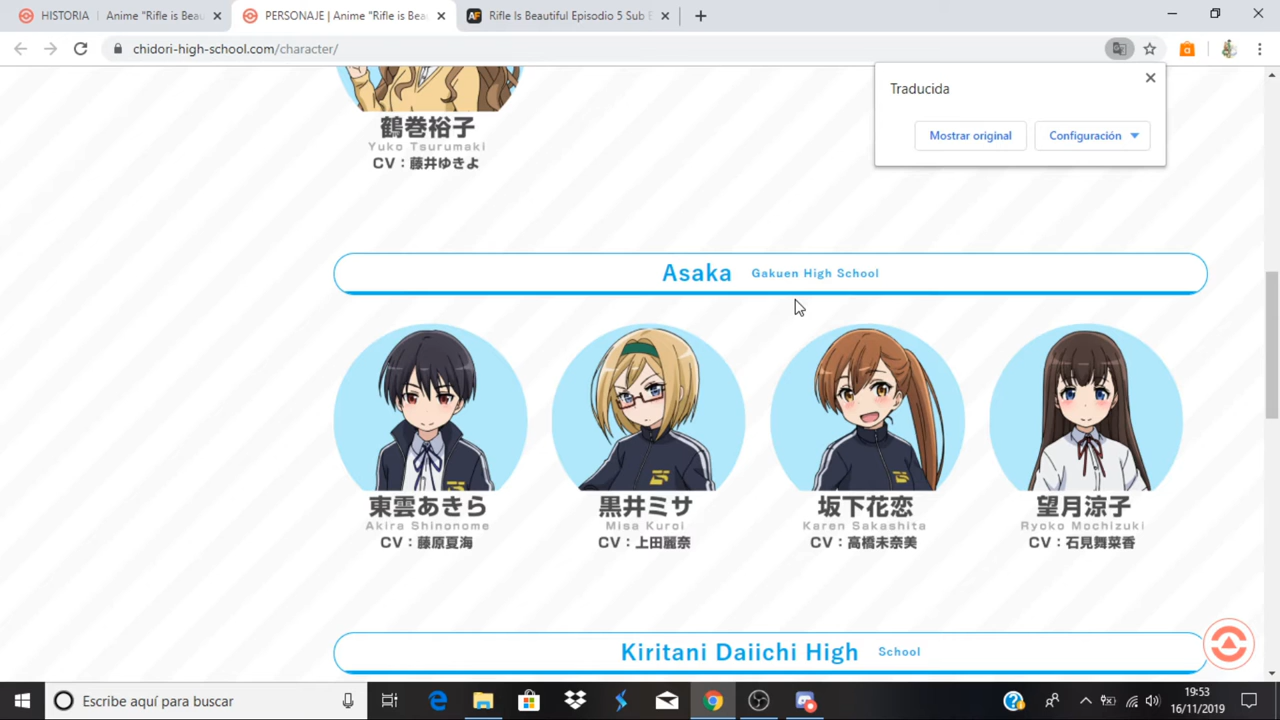 HISTORIA | Anime "Rifle is Beau
PERSONAJE | Anime "Rifle is Bea
AF Rifle Is Beautiful Episodio 5 Sub E
chidori-high-school.com/character/
Traducida
Mostrar original
Configuración
鶴巻裕子
Yuko Tsurumaki
CV：藤井ゆきよ
Asaka Gakuen High School
東雲あきら
Akira Shinonome
CV：藤原夏海
黒井ミサ
Misa Kuroi
CV：上田麗奈
坂下花恋
Karen Sakashita
CV：高橋未奈美
望月涼子
Ryoko Mochizuki
CV：石見舞菜香
Kiritani Daiichi High School
Escribe aquí para buscar
19:53
16/11/2019